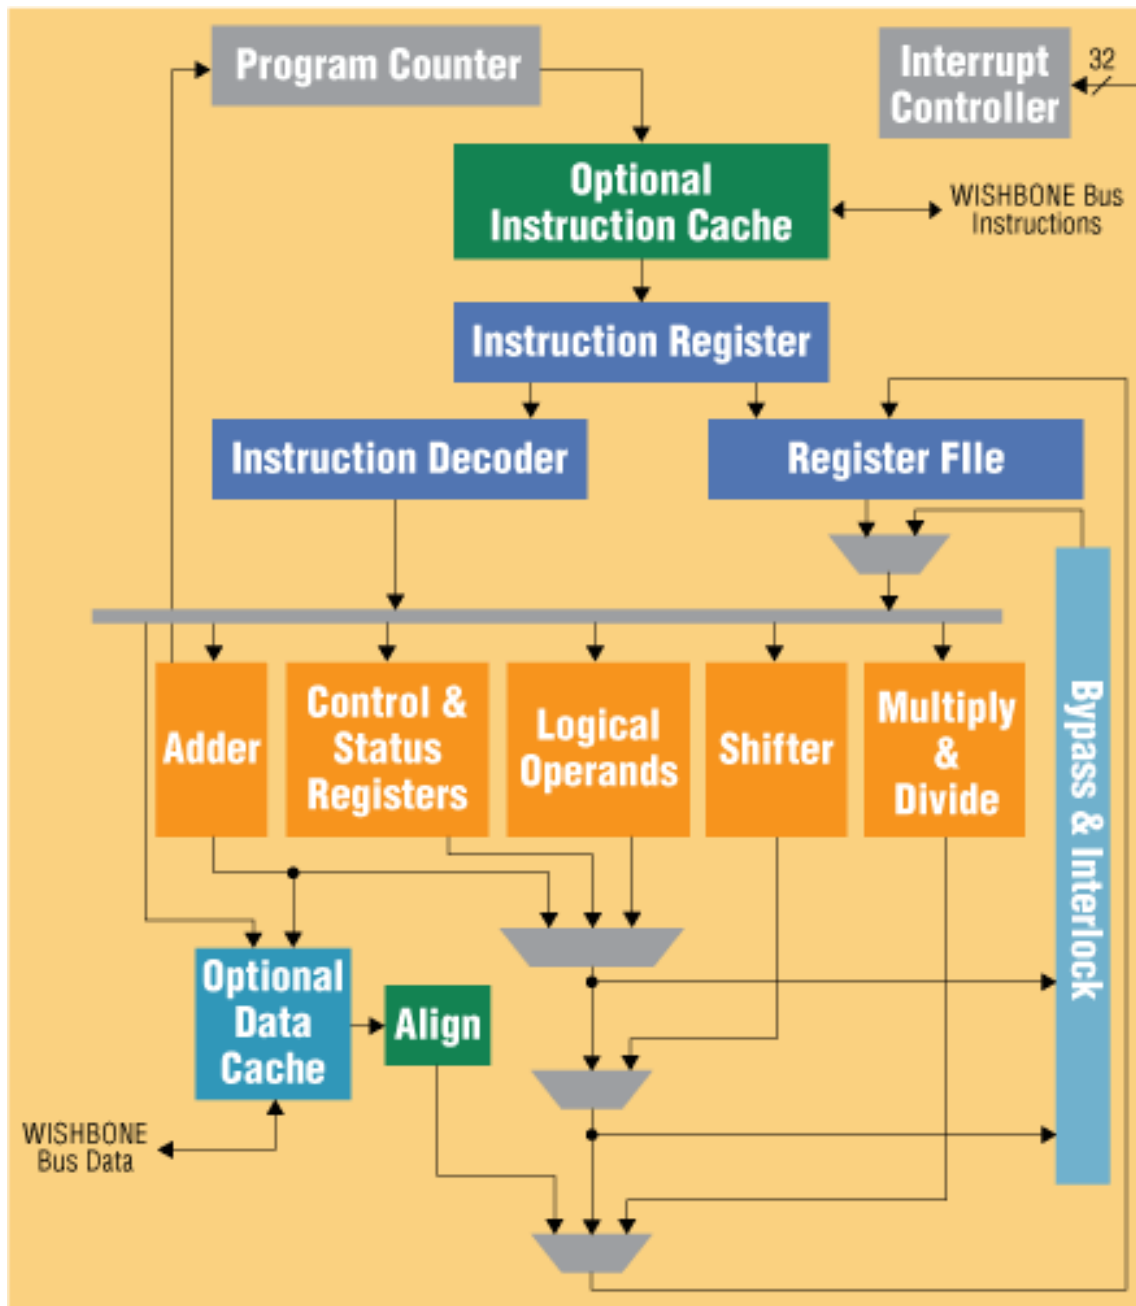 Program Counter
Interrupt
Controller
32
Optional
Instruction Cache
WISHBONE Bus
Instructions
Instruction Register
Instruction Decoder
Register FIle
Adder
Control &
Status
Registers
Logical
Operands
Shifter
Multiply
&
Divide
Bypass & Interlock
Optional
Data
Cache
Align
WISHBONE
Bus Data